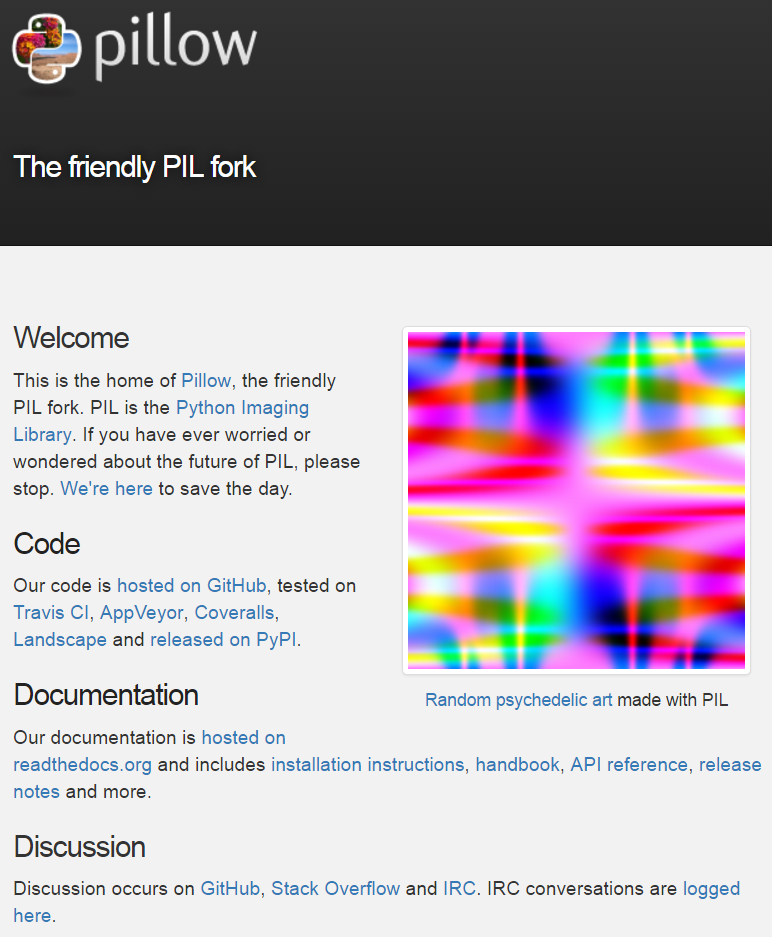 pillow
The friendly PIL fork
Welcome
This is the home of Pillow, the friendly
PIL fork. PIL is the Python Imaging
Library. If you have ever worried or
wondered about the future of PIL, please
stop. We're here to save the day.
Code
Our code is hosted on GitHub, tested on
Travis CI, AppVeyor, Coveralls,
Landscape and released on PyPI.
Random psychedelic art made with PIL
Documentation
Our documentation is hosted on
readthedocs.org and includes installation instructions, handbook, API reference, release
notes and more.
Discussion
Discussion occurs on GitHub, Stack Overflow and IRC. IRC conversations are logged
here.